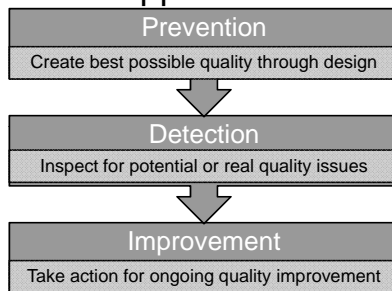 Prevention
Create best possible quality through design
Detection
Inspect for potential or real quality issues
Improvement
Take action for ongoing quality improvement